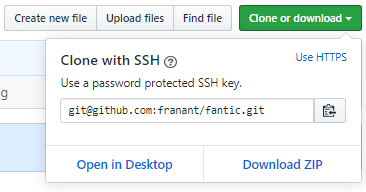 Create new file Upload files Find file Clone or download
Clone with SSH ?
Use HTTPS
Use a password protected SSH key.
g
git@github.com:franant/fantic.git
Open in Desktop Download ZIP